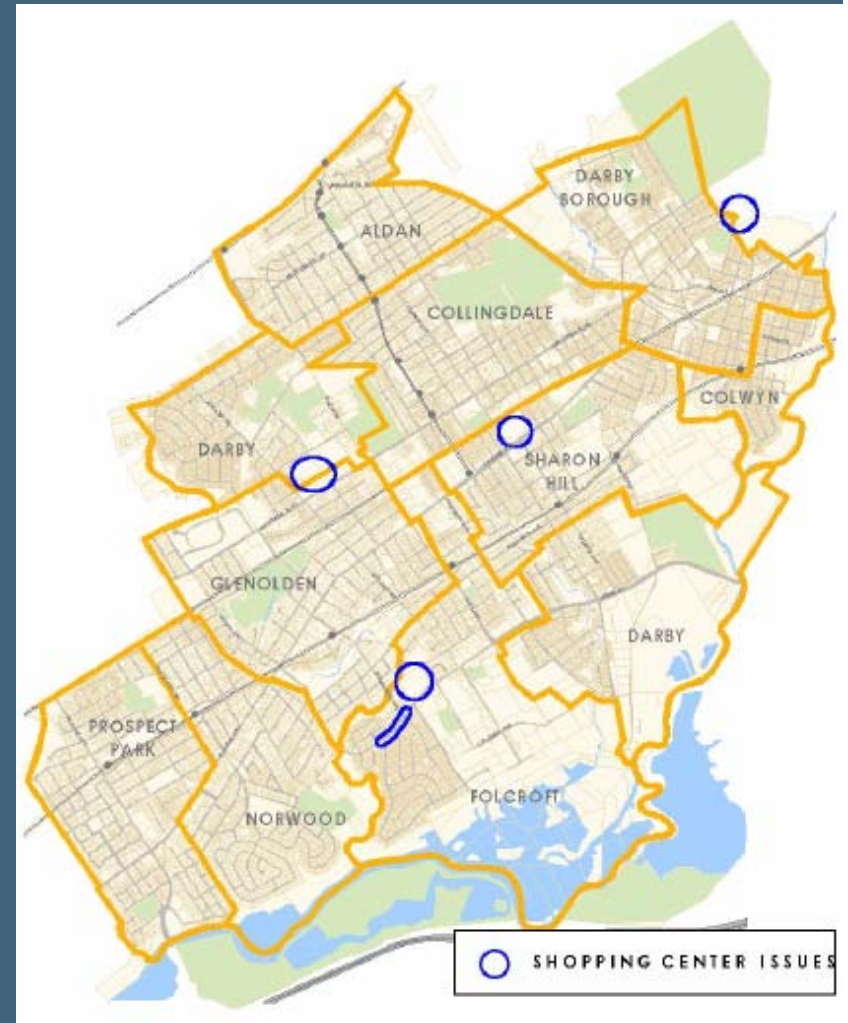 DARBY
BOROUGH
ALDAN
COLLINGDALE
COLWYN
DARBY
SHARON
HILL
GLENOLDEN
DARBY
PROSPECT
PARK
FOLCROFT
NORWOOD
SHOPPING CENTER ISSUES